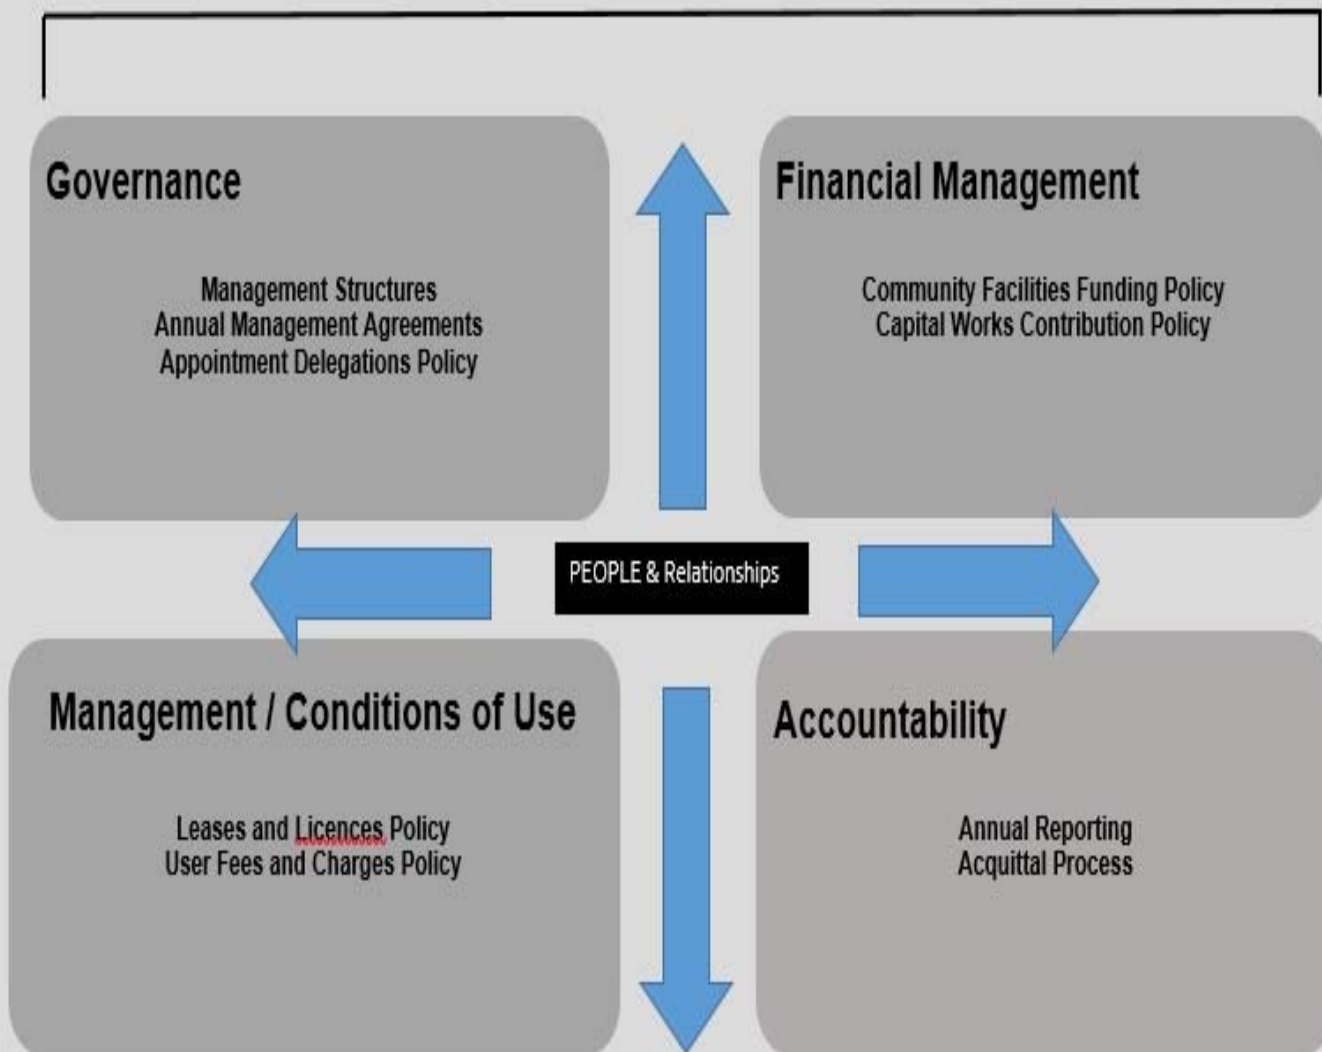 Governance
Management Structures
Annual Management Agreements
Appointment Delegations Policy
Financial Management
Community Facilities Funding Policy
Capital Works Contribution Policy
PEOPLE & Relationships
Management / Conditions of Use
Leases and Licences Policy
User Fees and Charges Policy
Accountability
Annual Reporting
Acquittal Process